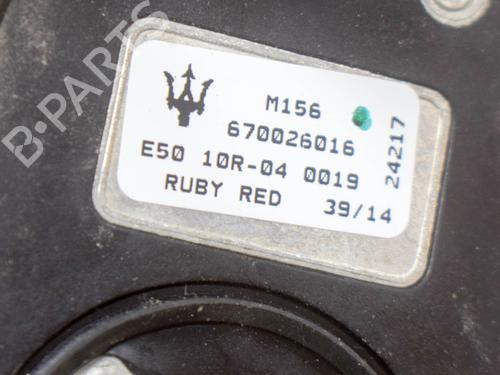 B-PARTS
M156
670026016
E50 10R-04 0019
RUBY RED 39/14
24217